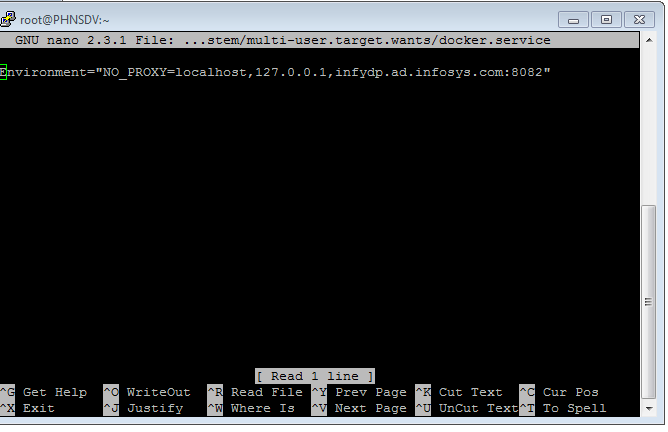 root@PHNSDV:~
GNU nano 2.3.1 File: ...stem/multi-user.target.wants/docker.service
Environment="NO_PROXY=localhost,127.0.0.1,infydp.ad.infosys.com:8082"
[ Read 1 line ]
^G Get Help ^O WriteOut ^R Read File ^Y Prev Page ^K Cut Text ^C Cur Pos
^X Exit ^J Justify ^W Where Is ^V Next Page ^U UnCut Text^T To Spell